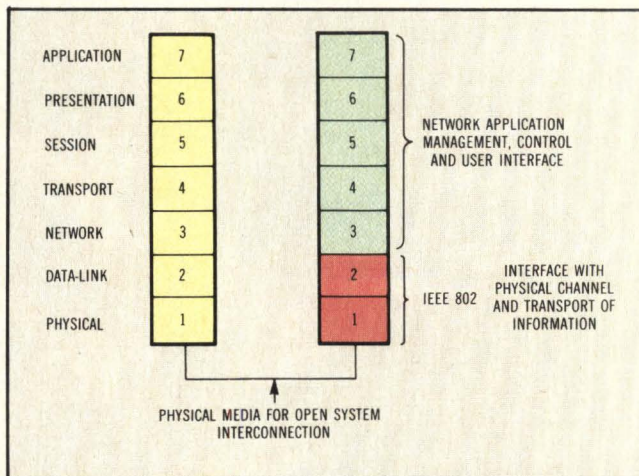 APPLICATION 7 7
PRESENTATION 6 6
SESSION 5 5
TRANSPORT 4 4
NETWORK 3 3
DATA-LINK 2 2
PHYSICAL 1 1
NETWORK APPLICATION
MANAGEMENT, CONTROL
AND USER INTERFACE
IEEE 802
INTERFACE WITH
PHYSICAL CHANNEL
AND TRANSPORT OF
INFORMATION
PHYSICAL MEDIA FOR OPEN SYSTEM
INTERCONNECTION